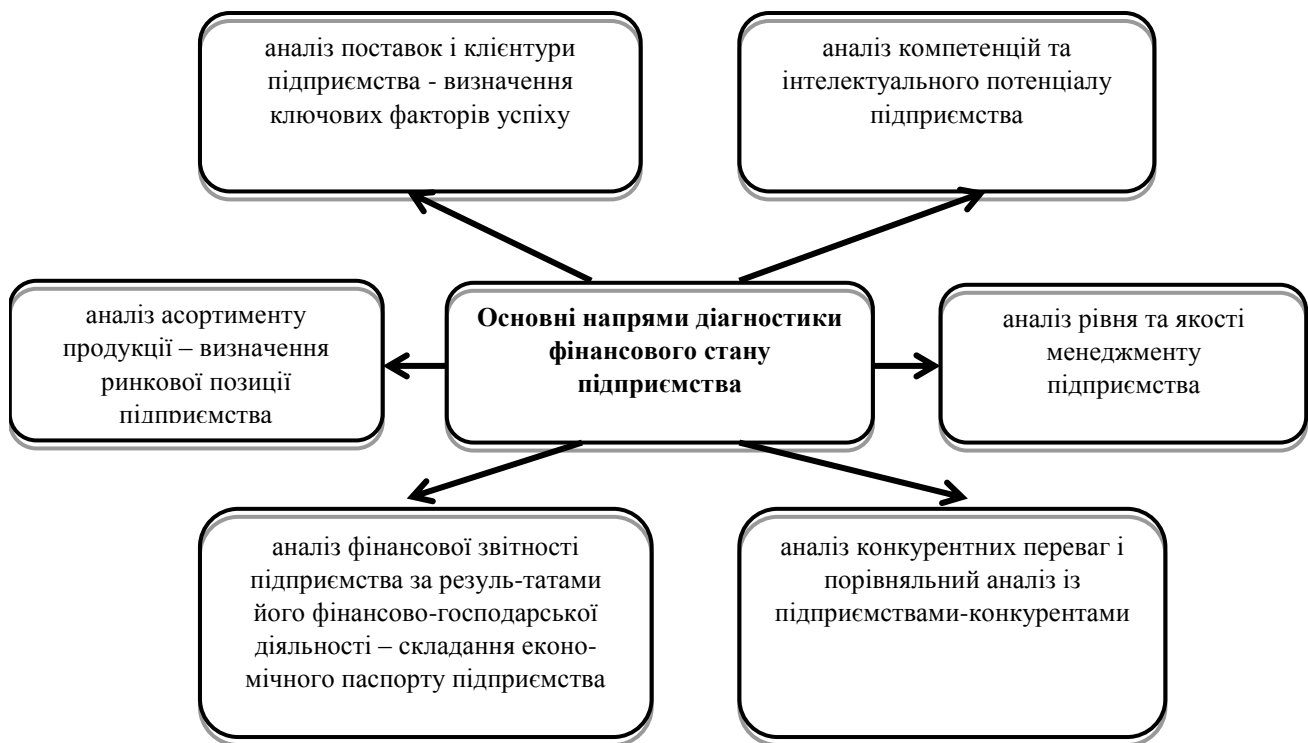 аналіз поставок і клієнтури
підприємства - визначення
ключових факторів успіху
аналіз компетенцій та
інтелектуального потенціалу
підприємства
аналіз асортименту
продукції – визначення
ринкової позиції
підприємства
Основні напрями діагностики
фінансового стану
підприємства
аналіз рівня та якості
менеджменту
підприємства
аналіз фінансової звітності
підприємства за резуль-татами
його фінансово-господарської
діяльності – складання еконо-
мічного паспорту підприємства
аналіз конкурентних переваг і
порівняльний аналіз із
підприємствами-конкурентами